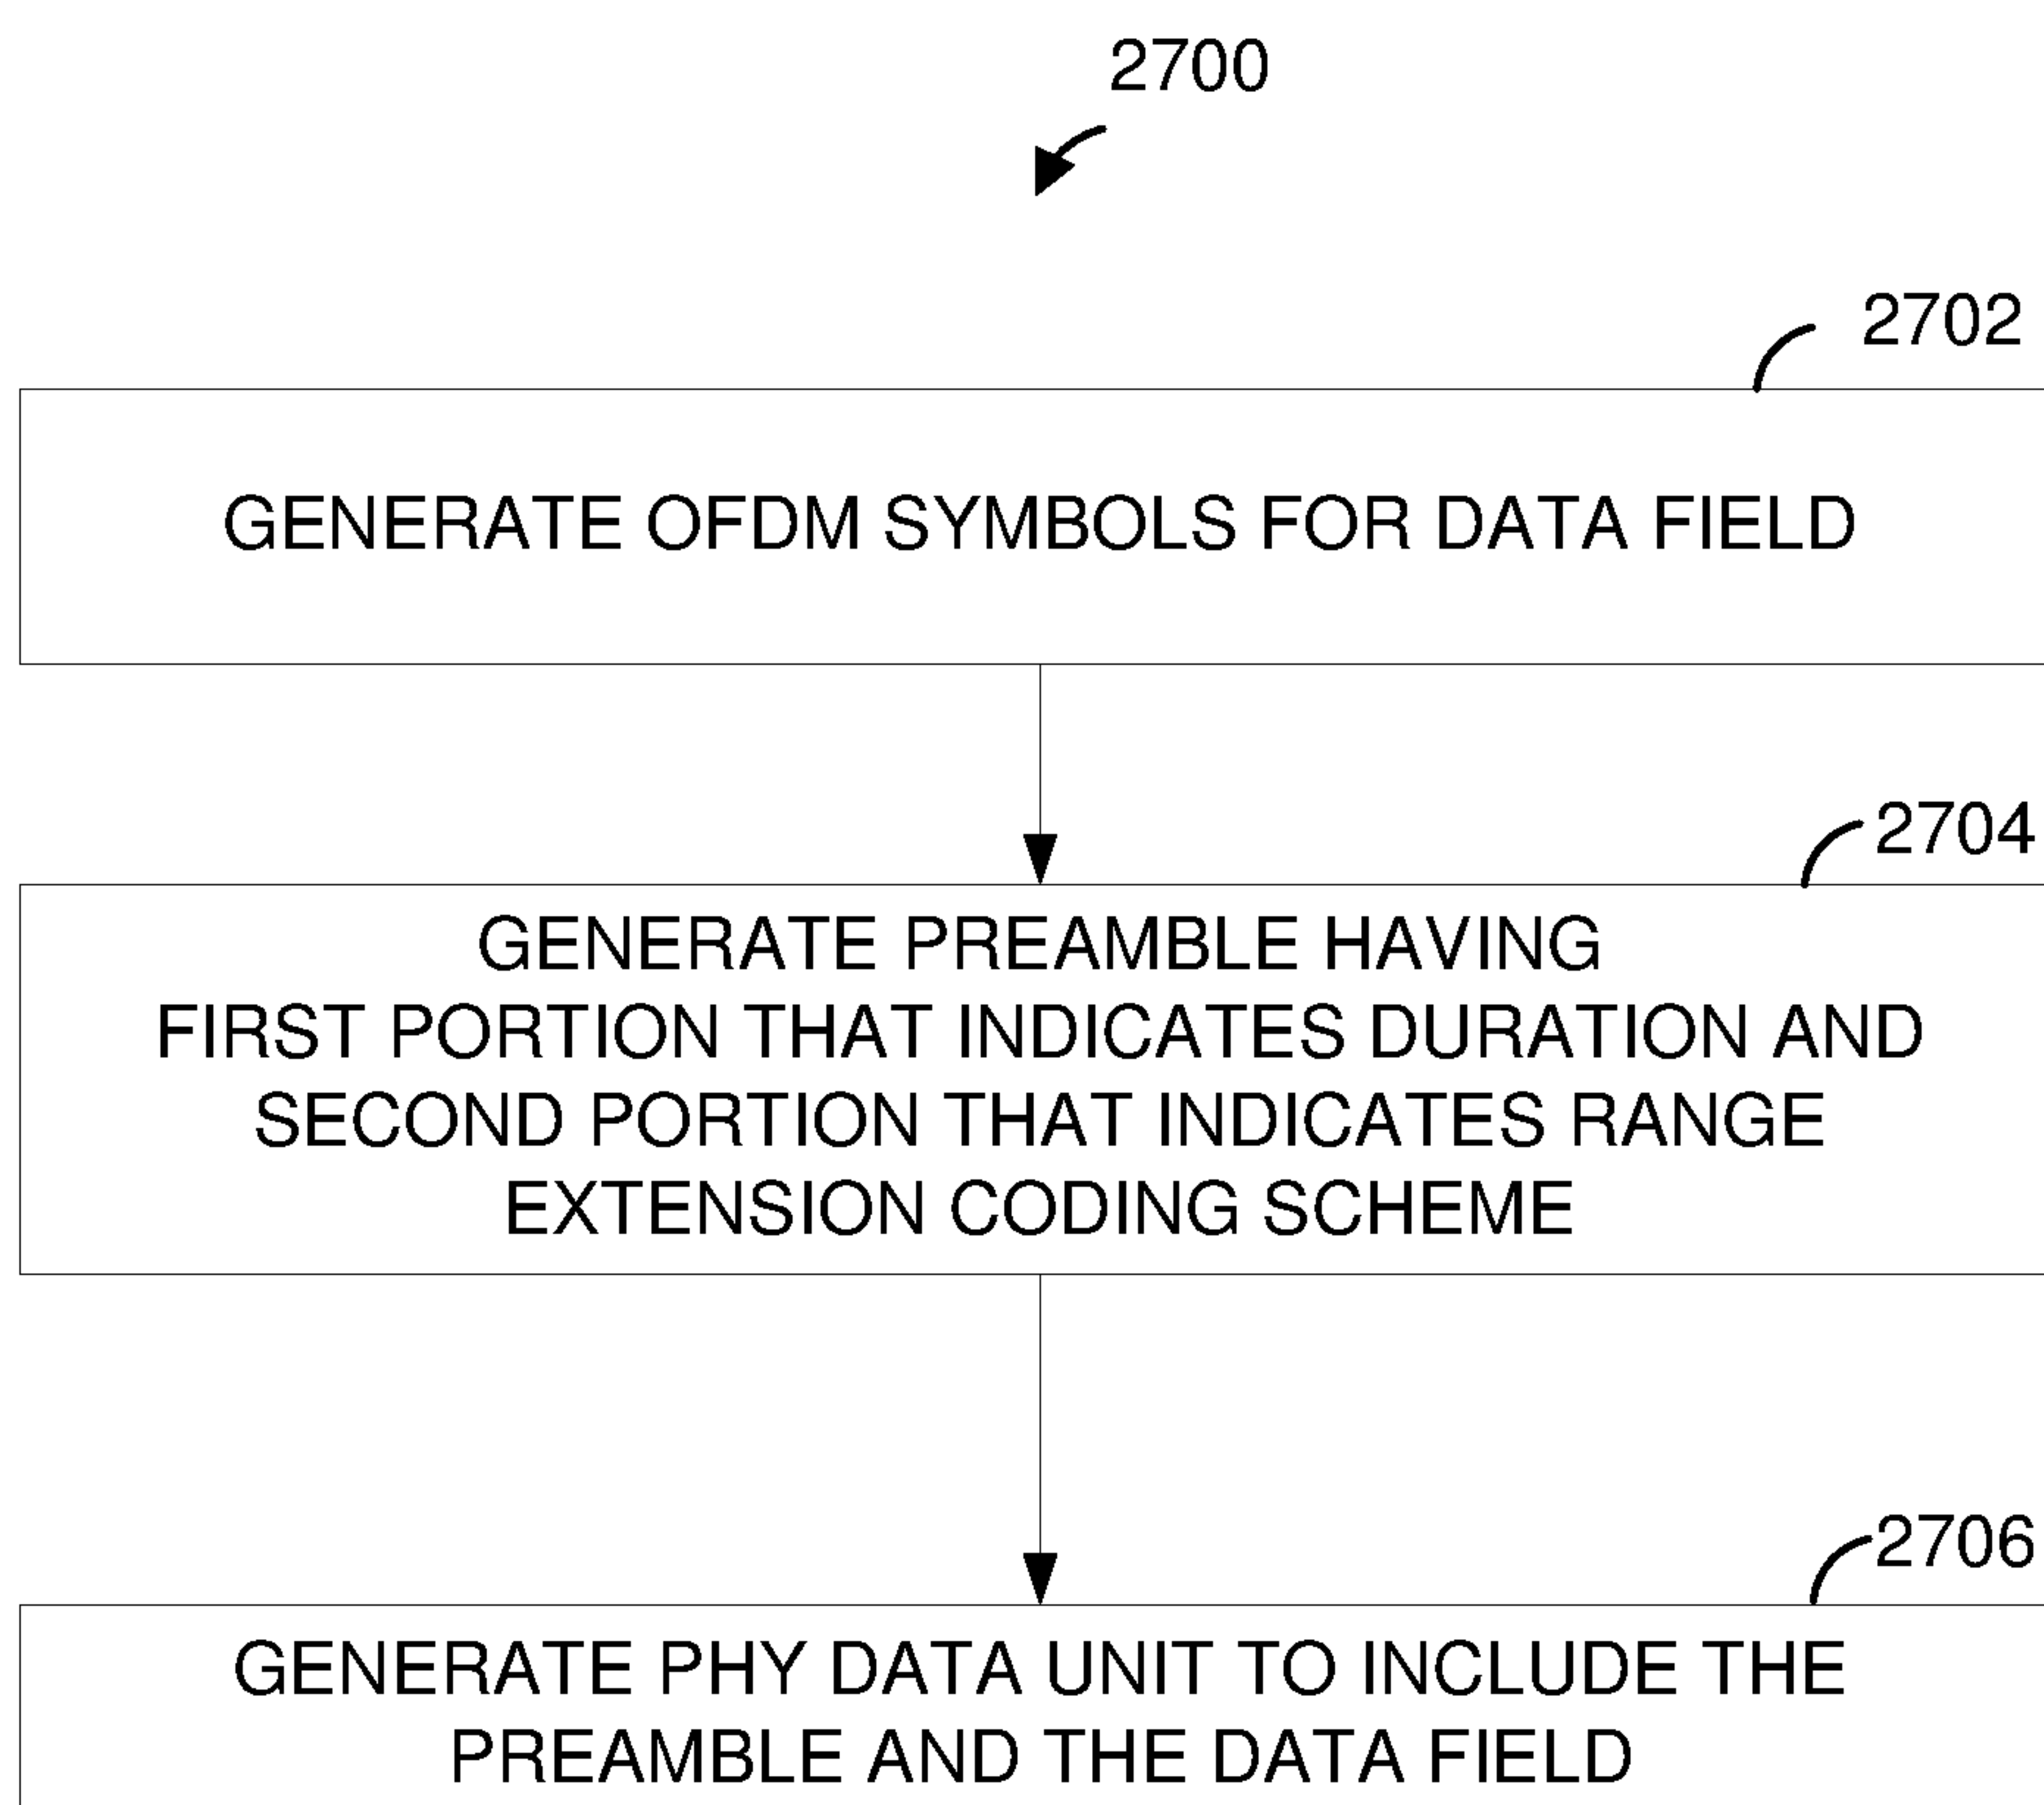 2700
2702
GENERATE OFDM SYMBOLS FOR DATA FIELD
2704
GENERATE PREAMBLE HAVING
FIRST PORTION THAT INDICATES DURATION AND
SECOND PORTION THAT INDICATES RANGE
EXTENSION CODING SCHEME
2706
GENERATE PHY DATA UNIT TO INCLUDE THE
PREAMBLE AND THE DATA FIELD